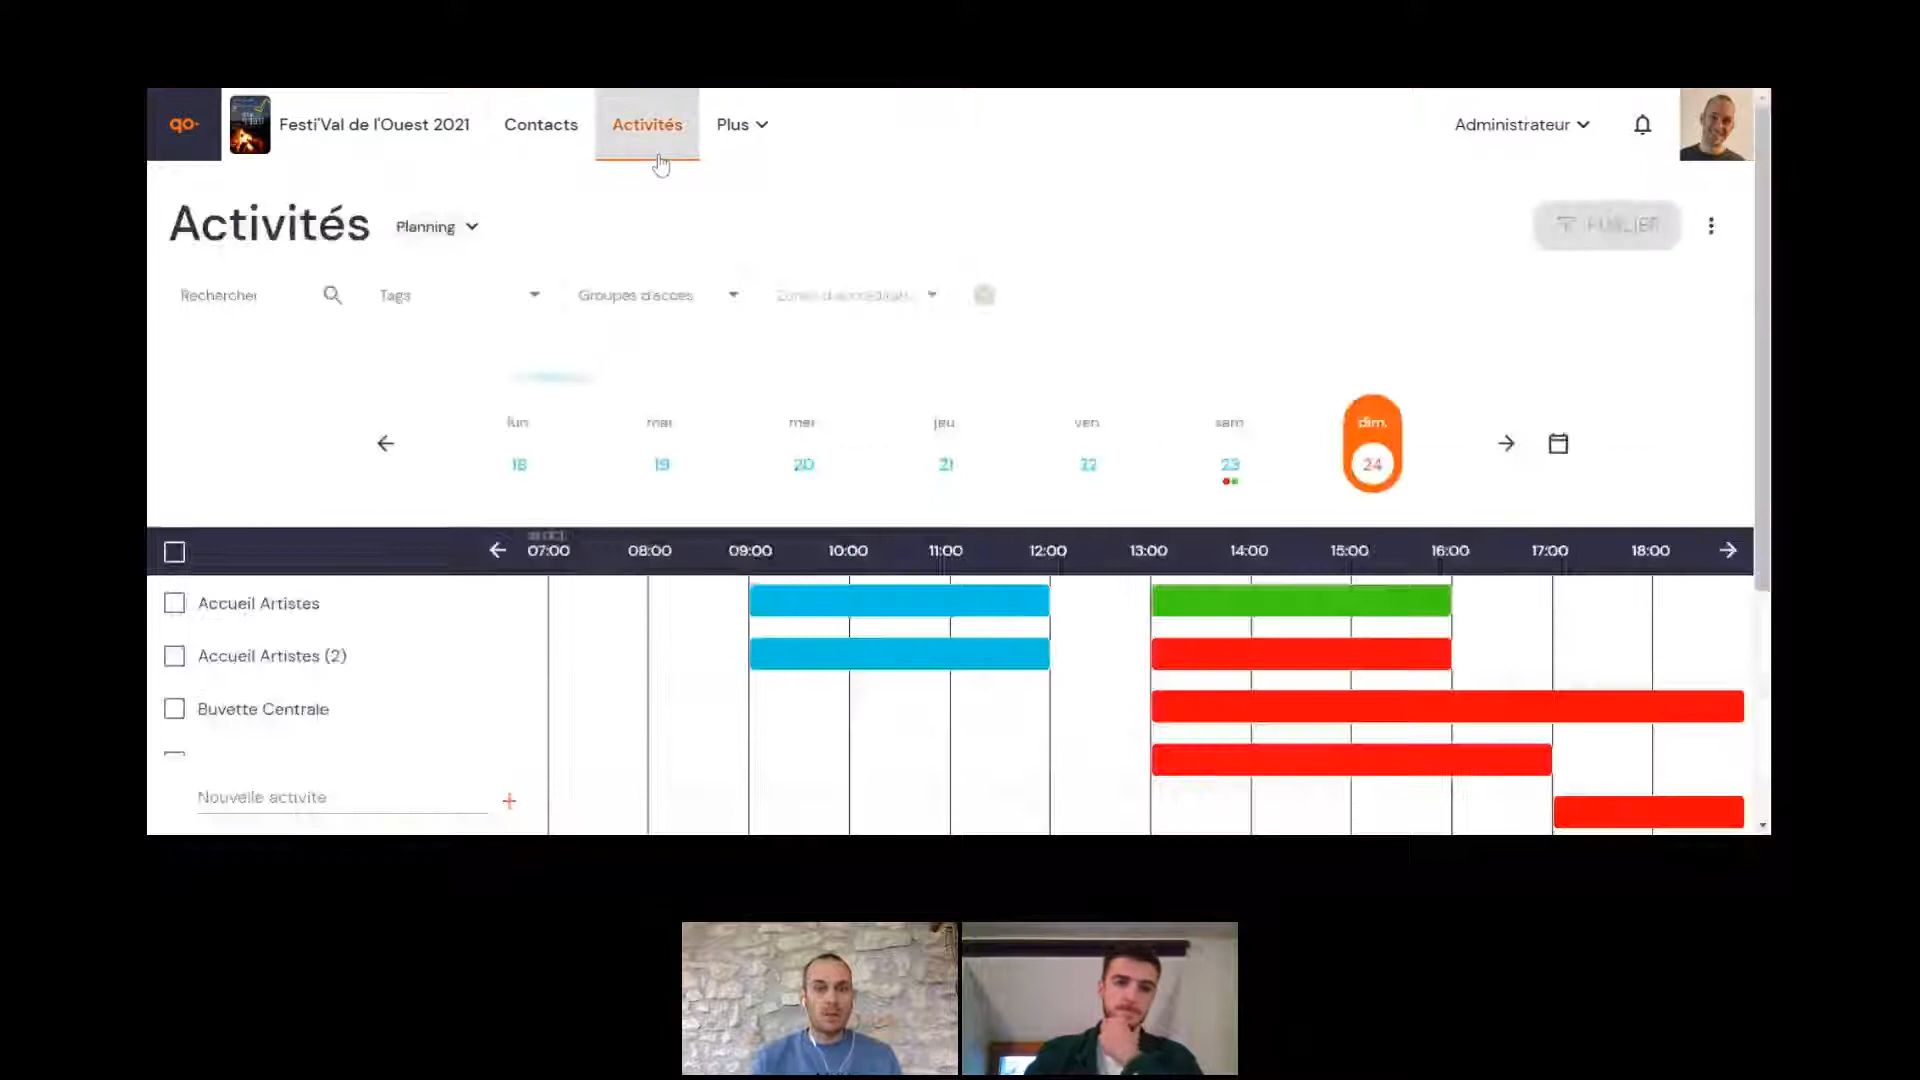 qo·
Festi'Val de l'Ouest 2021
Contacts
Activités
Plus
Administrateur
Activités
Planning
PUBLIER
Rechercher
Tags
Groupes d'accès
lun.
mar.
mer.
jeu.
ven.
sam.
dim.
18
19
20
21
22
23
24
07:00
08:00
09:00
10:00
11:00
12:00
13:00
14:00
15:00
16:00
17:00
18:00
Accueil Artistes
Accueil Artistes (2)
Buvette Centrale
Nouvelle activité